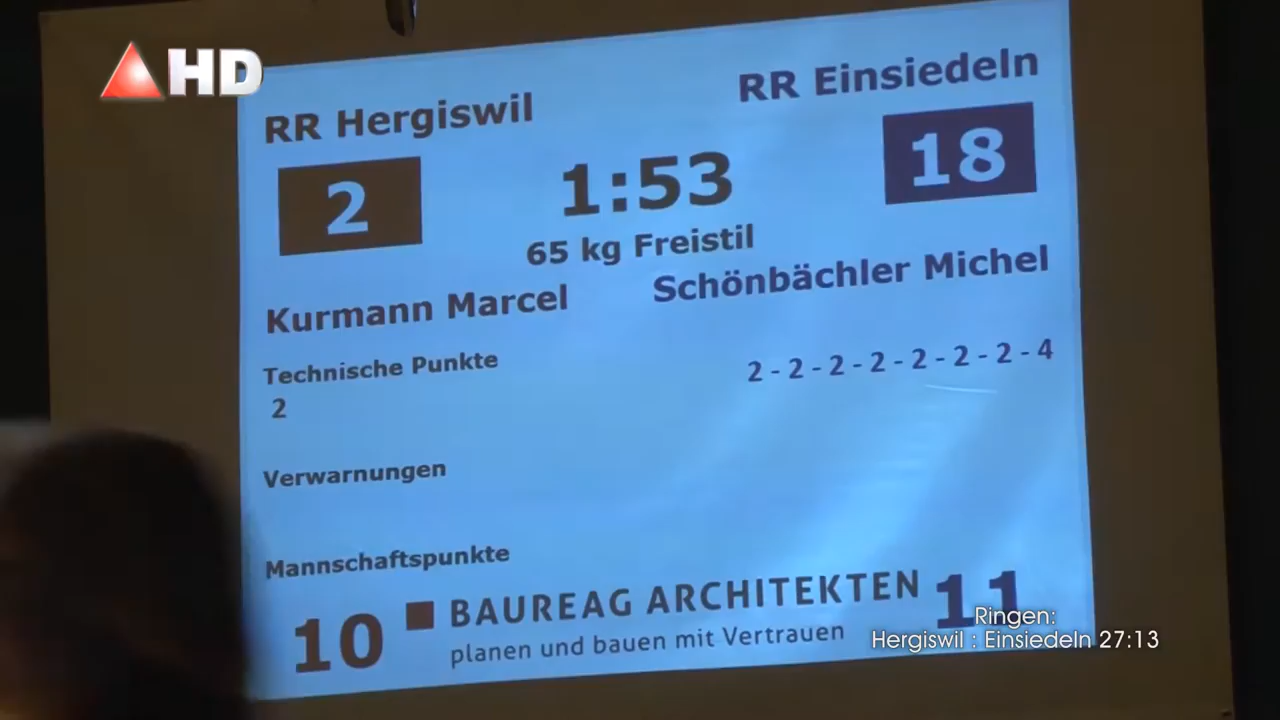 HD
RR Hergiswil
RR Einsiedeln
2
1:53
18
65 kg Freistil
Kurmann Marcel
Schönbächler Michel
Technische Punkte
2
2 - 2 - 2 - 2 - 2 - 2 - 2 - 4
Verwarnungen
Mannschaftspunkte
10
BAUREAG ARCHITEKTEN
planen und bauen mit Vertrauen
11
Ringen:
Hergiswil : Einsiedeln 27:13